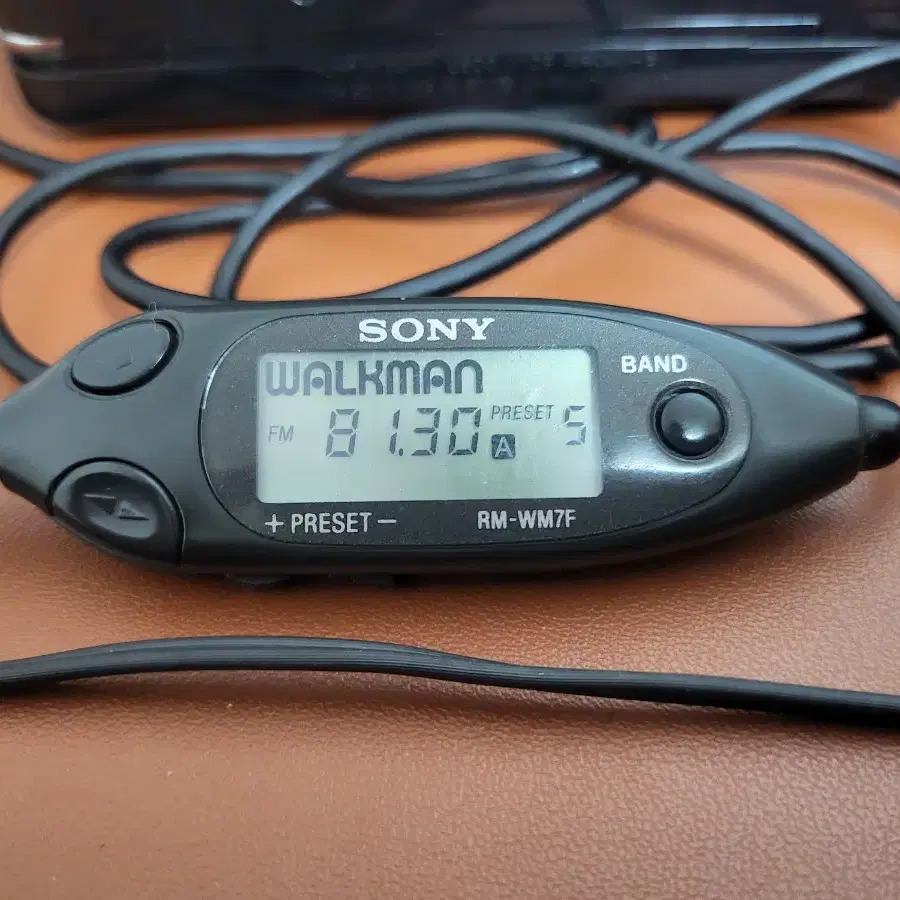 SONY
WALKMAN
BAND
FM 81.30 A PRESET 5
+ PRESET −
RM-WM7F